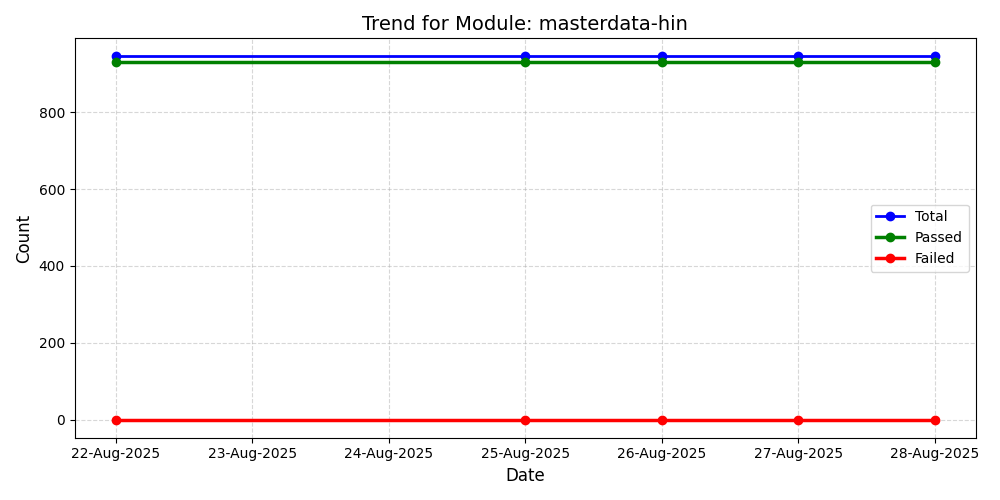 Trend for Module: masterdata-hin
Count
800
600
400
200
0
Total
Passed
Failed
22-Aug-2025
23-Aug-2025
24-Aug-2025
25-Aug-2025
26-Aug-2025
27-Aug-2025
28-Aug-2025
Date